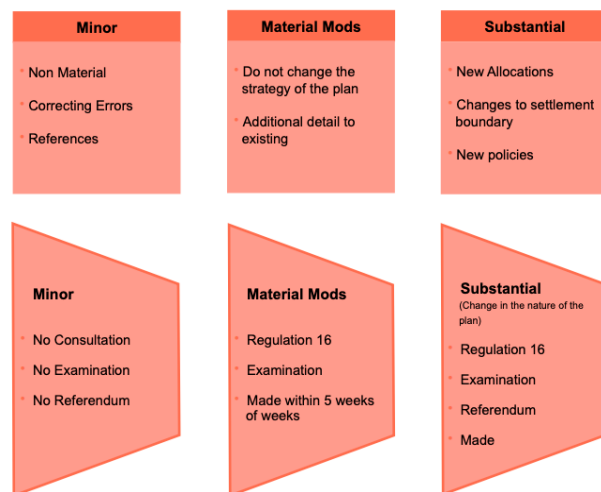 Minor
Non Material
Correcting Errors
References
Material Mods
Do not change the
strategy of the plan
Additional detail to
existing
Substantial
New Allocations
Changes to settlement
boundary
New policies
Minor
No Consultation
No Examination
No Referendum
Material Mods
Regulation 16
Examination
Made within 5 weeks
of weeks
Substantial
(Change in the nature of the
plan)
Regulation 16
Examination
Referendum
Made